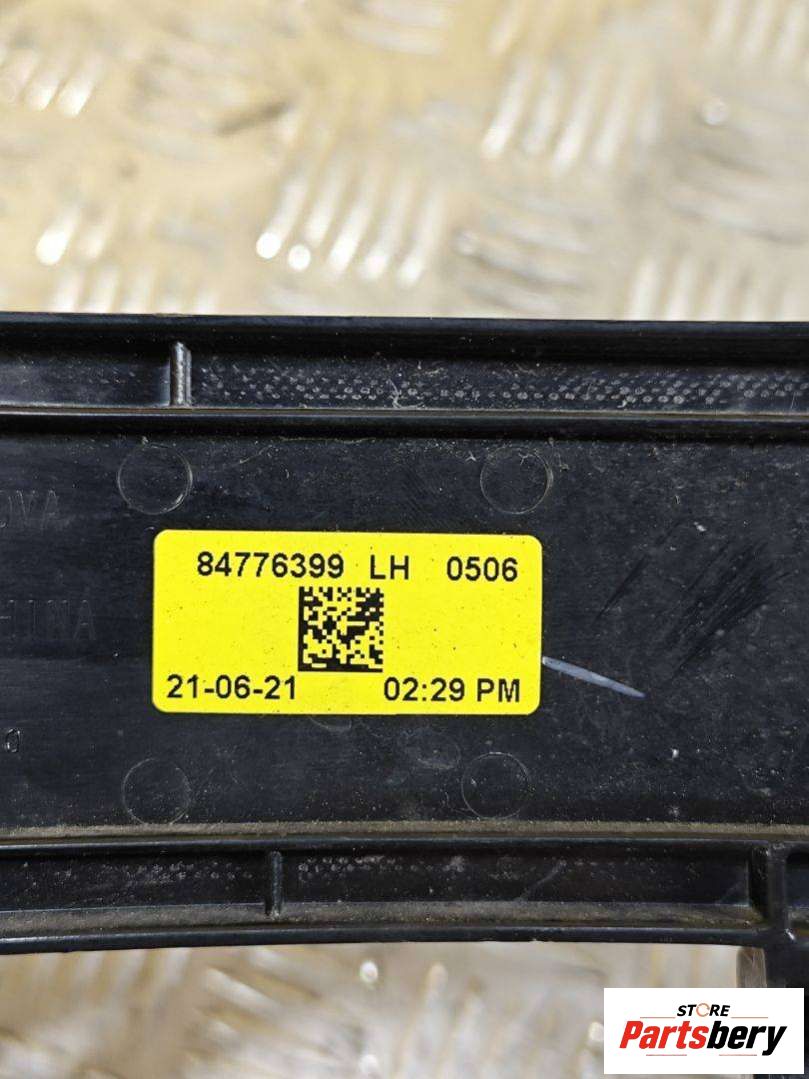 84776399 LH 0506
21-06-21 02:29 PM
STORE
Partsbery